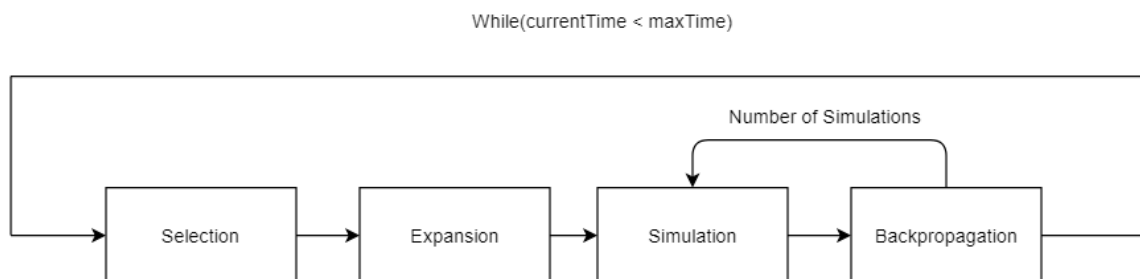 While(currentTime < maxTime)
Number of Simulations
Selection
Expansion
Simulation
Backpropagation